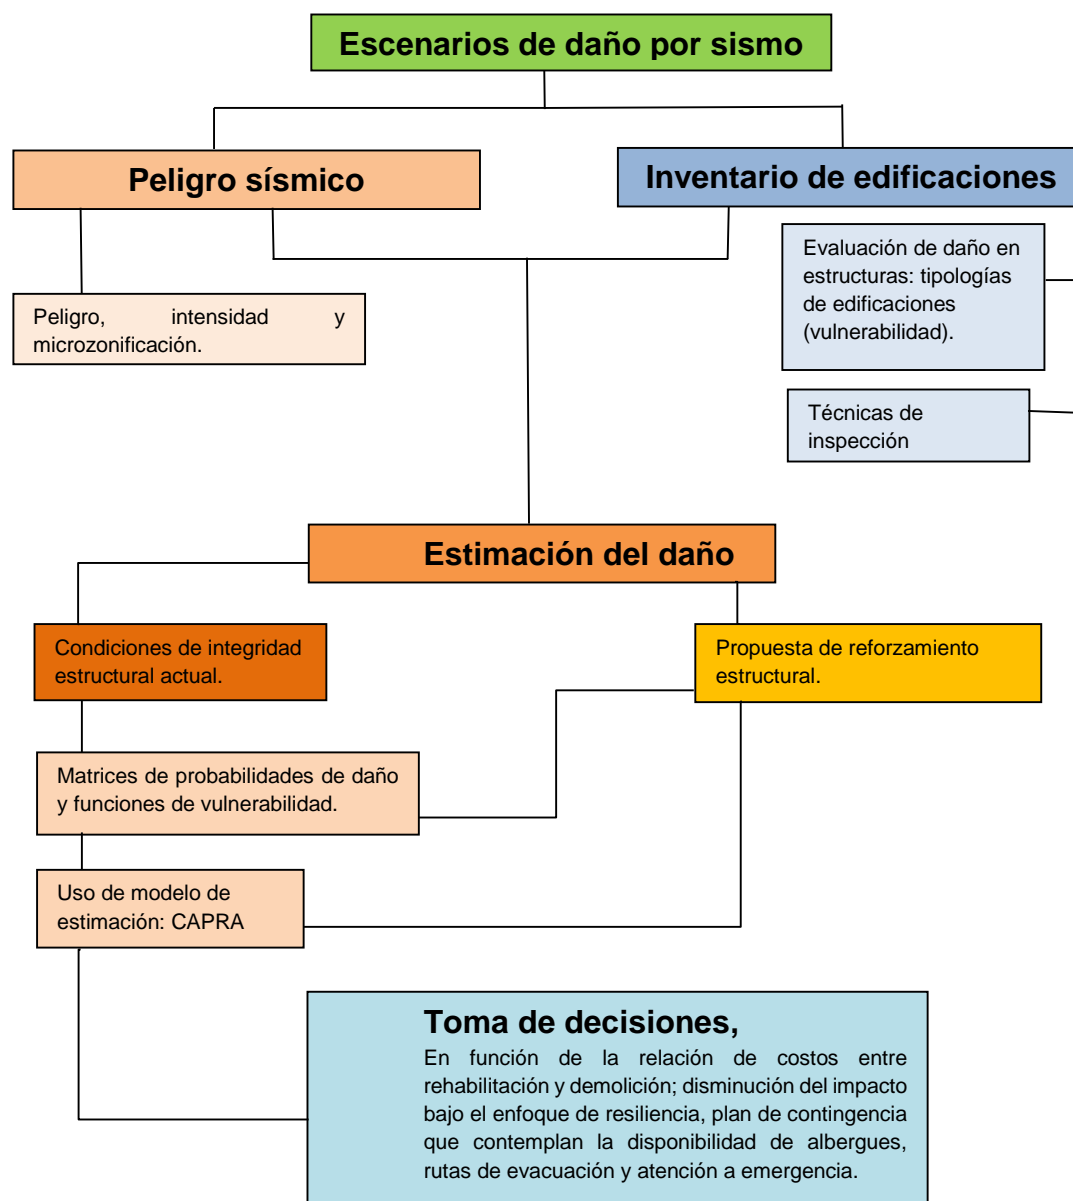 Escenarios de daño por sismo
Peligro sísmico
Inventario de edificaciones
Peligro, intensidad y
microzonificación.
Evaluación de daño en
estructuras: tipologías
de edificaciones
(vulnerabilidad).
Técnicas de
inspección
Estimación del daño
Condiciones de integridad
estructural actual.
Propuesta de reforzamiento
estructural.
Matrices de probabilidades de daño
y funciones de vulnerabilidad.
Uso de modelo de
estimación: CAPRA
Toma de decisiones,
En función de la relación de costos entre
rehabilitación y demolición; disminución del impacto
bajo el enfoque de resiliencia, plan de contingencia
que contemplan la disponibilidad de albergues,
rutas de evacuación y atención a emergencia.